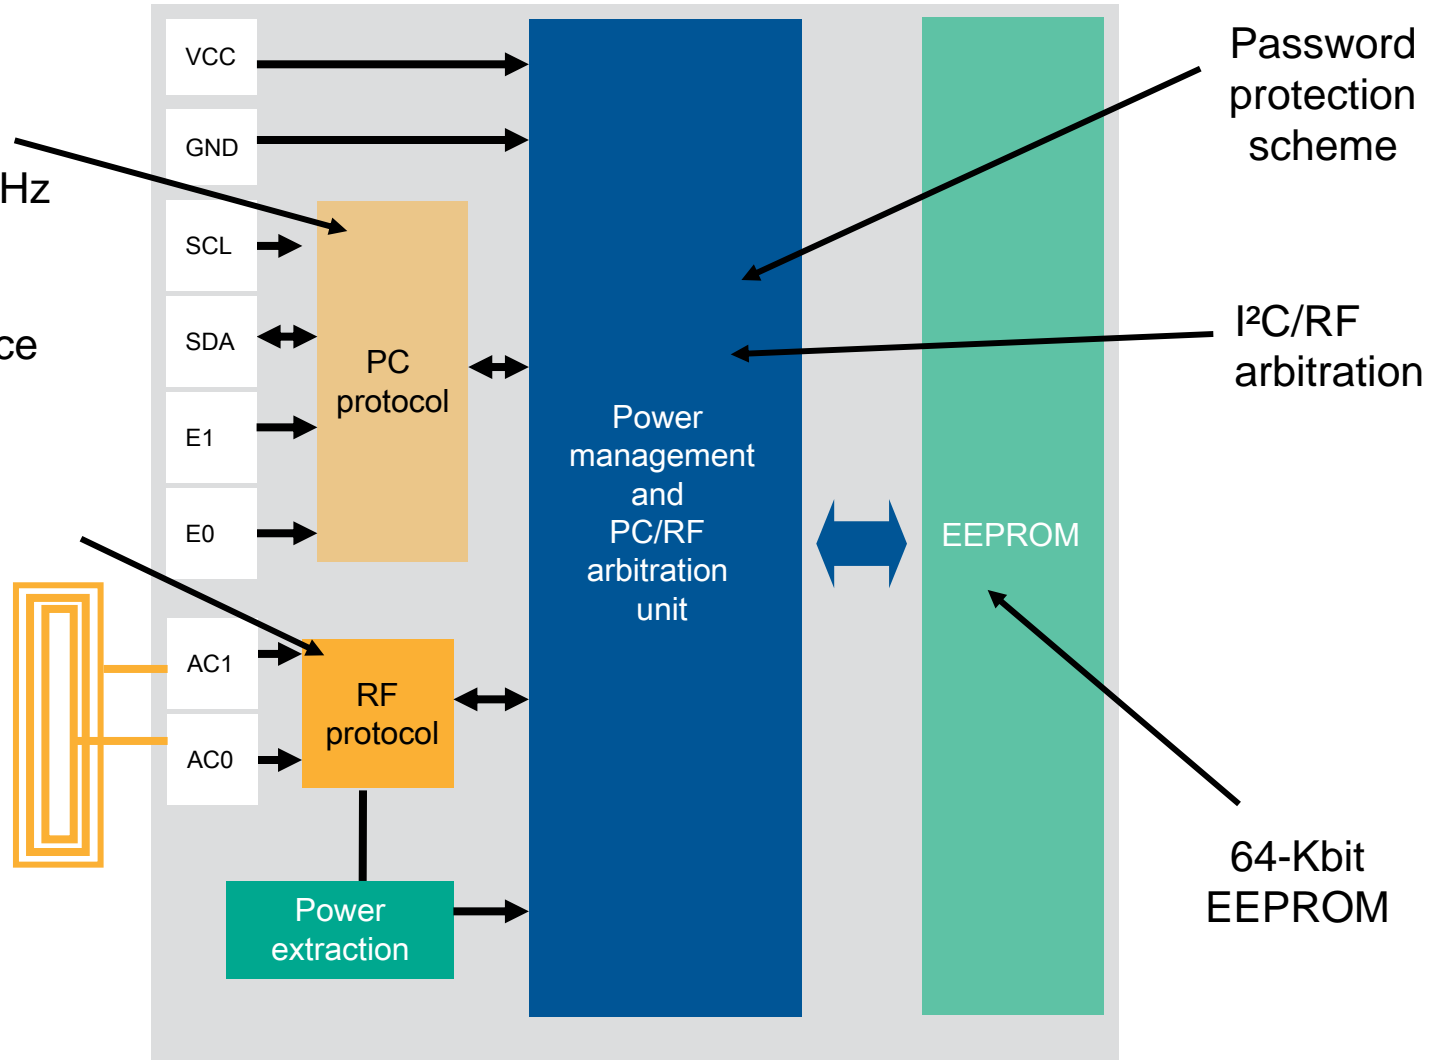 VCC
GND
Hz
SCL
SDA
ce
E1
E0
AC1
AC0
PC
protocol
RF
protocol
Power
extraction
Power
management
and
PC/RF
arbitration
unit
EEPROM
Password
protection
scheme
I²C/RF
arbitration
64-Kbit
EEPROM